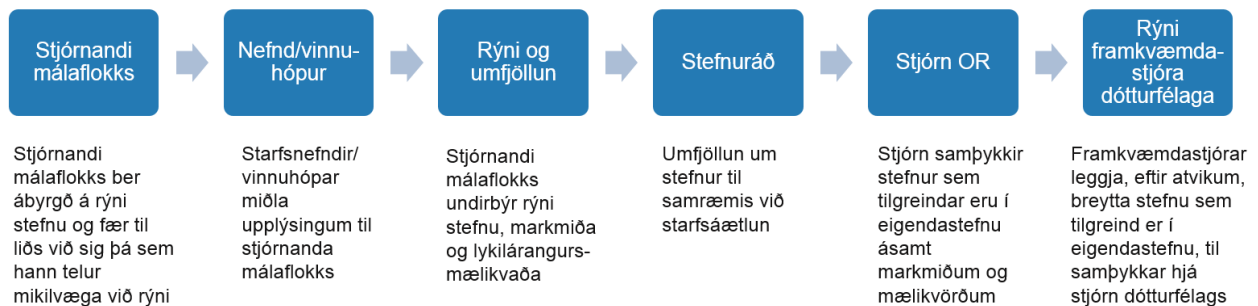 Stjórnandi
málaflokks
Nefnd/vinnu-
hópur
Rýni og
umfjöllun
Stefnuráð
Stjórn OR
Rýni
framkvæmda-
stjóra
dótturfélaga
Stjórnandi
málaflokks ber
ábyrgð á rýni
stefnu og fær til
liðs við sig þá sem
hann telur
mikilvæga við rýni
Starfsnefndir/
vinnuhópar
miðla
upplýsingum til
stjórnanda
málaflokks
Stjórnandi
málaflokks
undirbýr rýni
stefnu, markmiða
og lykilárangurs-
mælikvaða
Umfjöllun um
stefnur til
samræmis við
starfsáætlun
Stjórn samþykkir
stefnur sem
tilgreindar eru í
eigendastefnu
ásamt
markmiðum og
mælikvörðum
Framkvæmdastjórar
leggja, eftir atvikum,
breytta stefnu sem
tilgreind er í
eigendastefnu, til
samþykkar hjá
stjórn dótturfélags